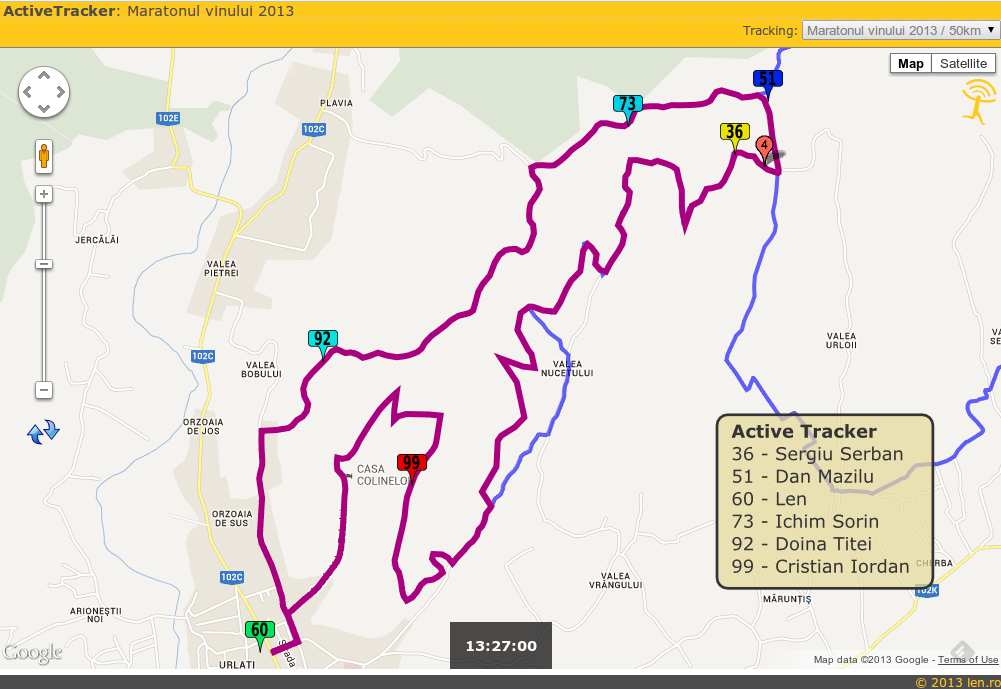 ActiveTracker: Maratonul vinului 2013
Tracking: Maratonul vinului 2013 / 50km
Map Satellite
51
73
PLAVIA
102E
102C
36
4
JERCĂLĂI
VALEA
PIETREI
92
VALEA
URLOII
102C
VALEA
BOBULUI
VALEA
NUCETULUI
ORZOAIA
DE JOS
99
CASA
ORZOAIA
DE SUS
Active Tracker
36 - Sergiu Serban
51 - Dan Mazilu
60 - Len
73 - Ichim Sorin
92 - Doina Titei
99 - Cristian Iordan
CHERBA
102C
VALEA
VRÂNGULUI
102K
MĂRUNȚIȘ
ARIONEȘTII
NOI
60
13:27:00
Google
URLATI
Map data ©2013 Google - Terms of Use
© 2013 len.ro